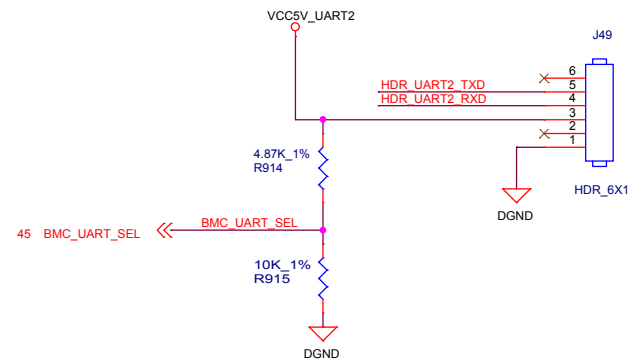 VCC5V_UART2
J49
6
HDR_UART2_TXD
5
HDR_UART2_RXD
4
3
2
1
4.87K_1%
R914
HDR_6X1
DGND
45 BMC_UART_SEL
BMC_UART_SEL
10K_1%
R915
DGND